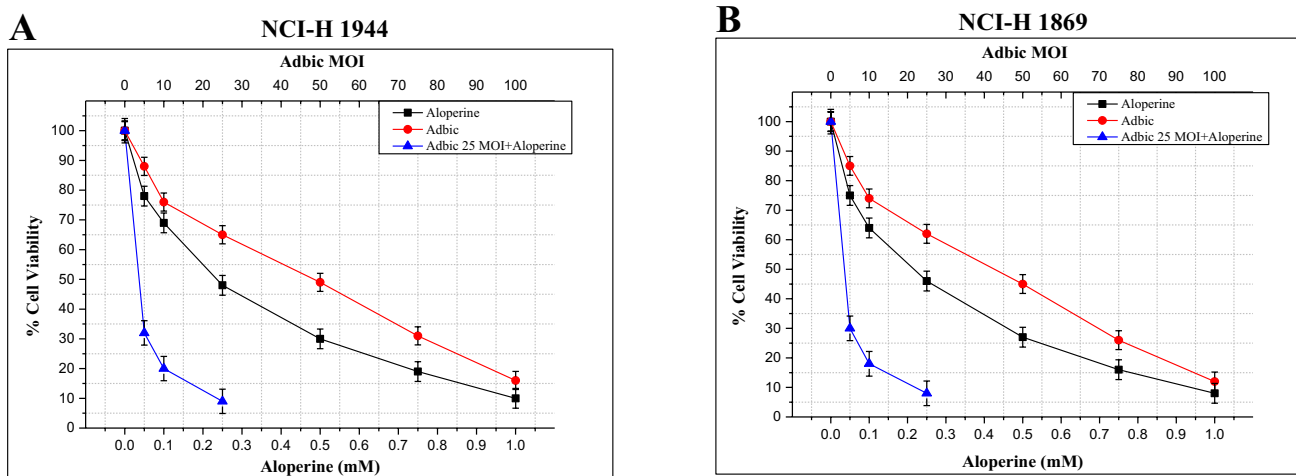 A
NCI-H 1944
Adbic MOI
0 10 20 30 40 50 60 70 80 90 100
Aloperine
Adbic
Adbic 25 MOI+Aloperine
100
90
80
70
60
50
40
30
20
10
0
% Cell Viability
0.0 0.1 0.2 0.3 0.4 0.5 0.6 0.7 0.8 0.9 1.0
Aloperine (mM)
B
NCI-H 1869
Adbic MOI
0 10 20 30 40 50 60 70 80 90 100
Aloperine
Adbic
Adbic 25 MOI+Aloperine
100
90
80
70
60
50
40
30
20
10
0
% Cell Viability
0.0 0.1 0.2 0.3 0.4 0.5 0.6 0.7 0.8 0.9 1.0
Aloperine (mM)